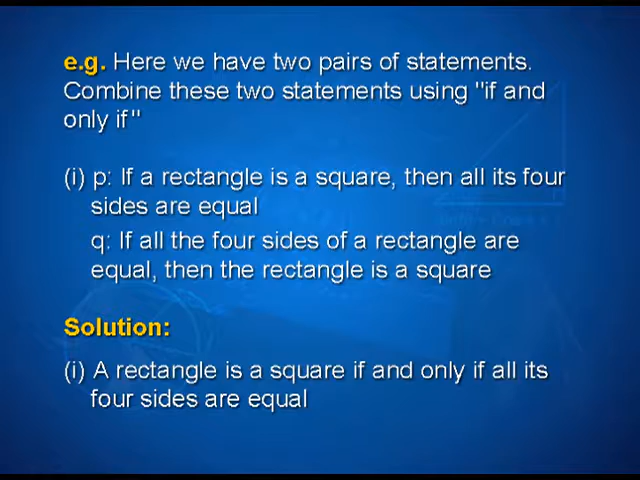 e.g. Here we have two pairs of statements.
Combine these two statements using "if and
only if"
(i) p: If a rectangle is a square, then all its four
sides are equal
q: If all the four sides of a rectangle are
equal, then the rectangle is a square
Solution:
(i) A rectangle is a square if and only if all its
four sides are equal